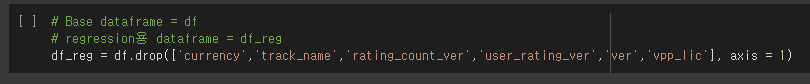 [ ] # Base dataframe = df
# regression용 dataframe = df_reg
df_reg = df.drop(['currency','track_name','rating_count_ver','user_rating_ver','ver','vpp_lic'], axis = 1)